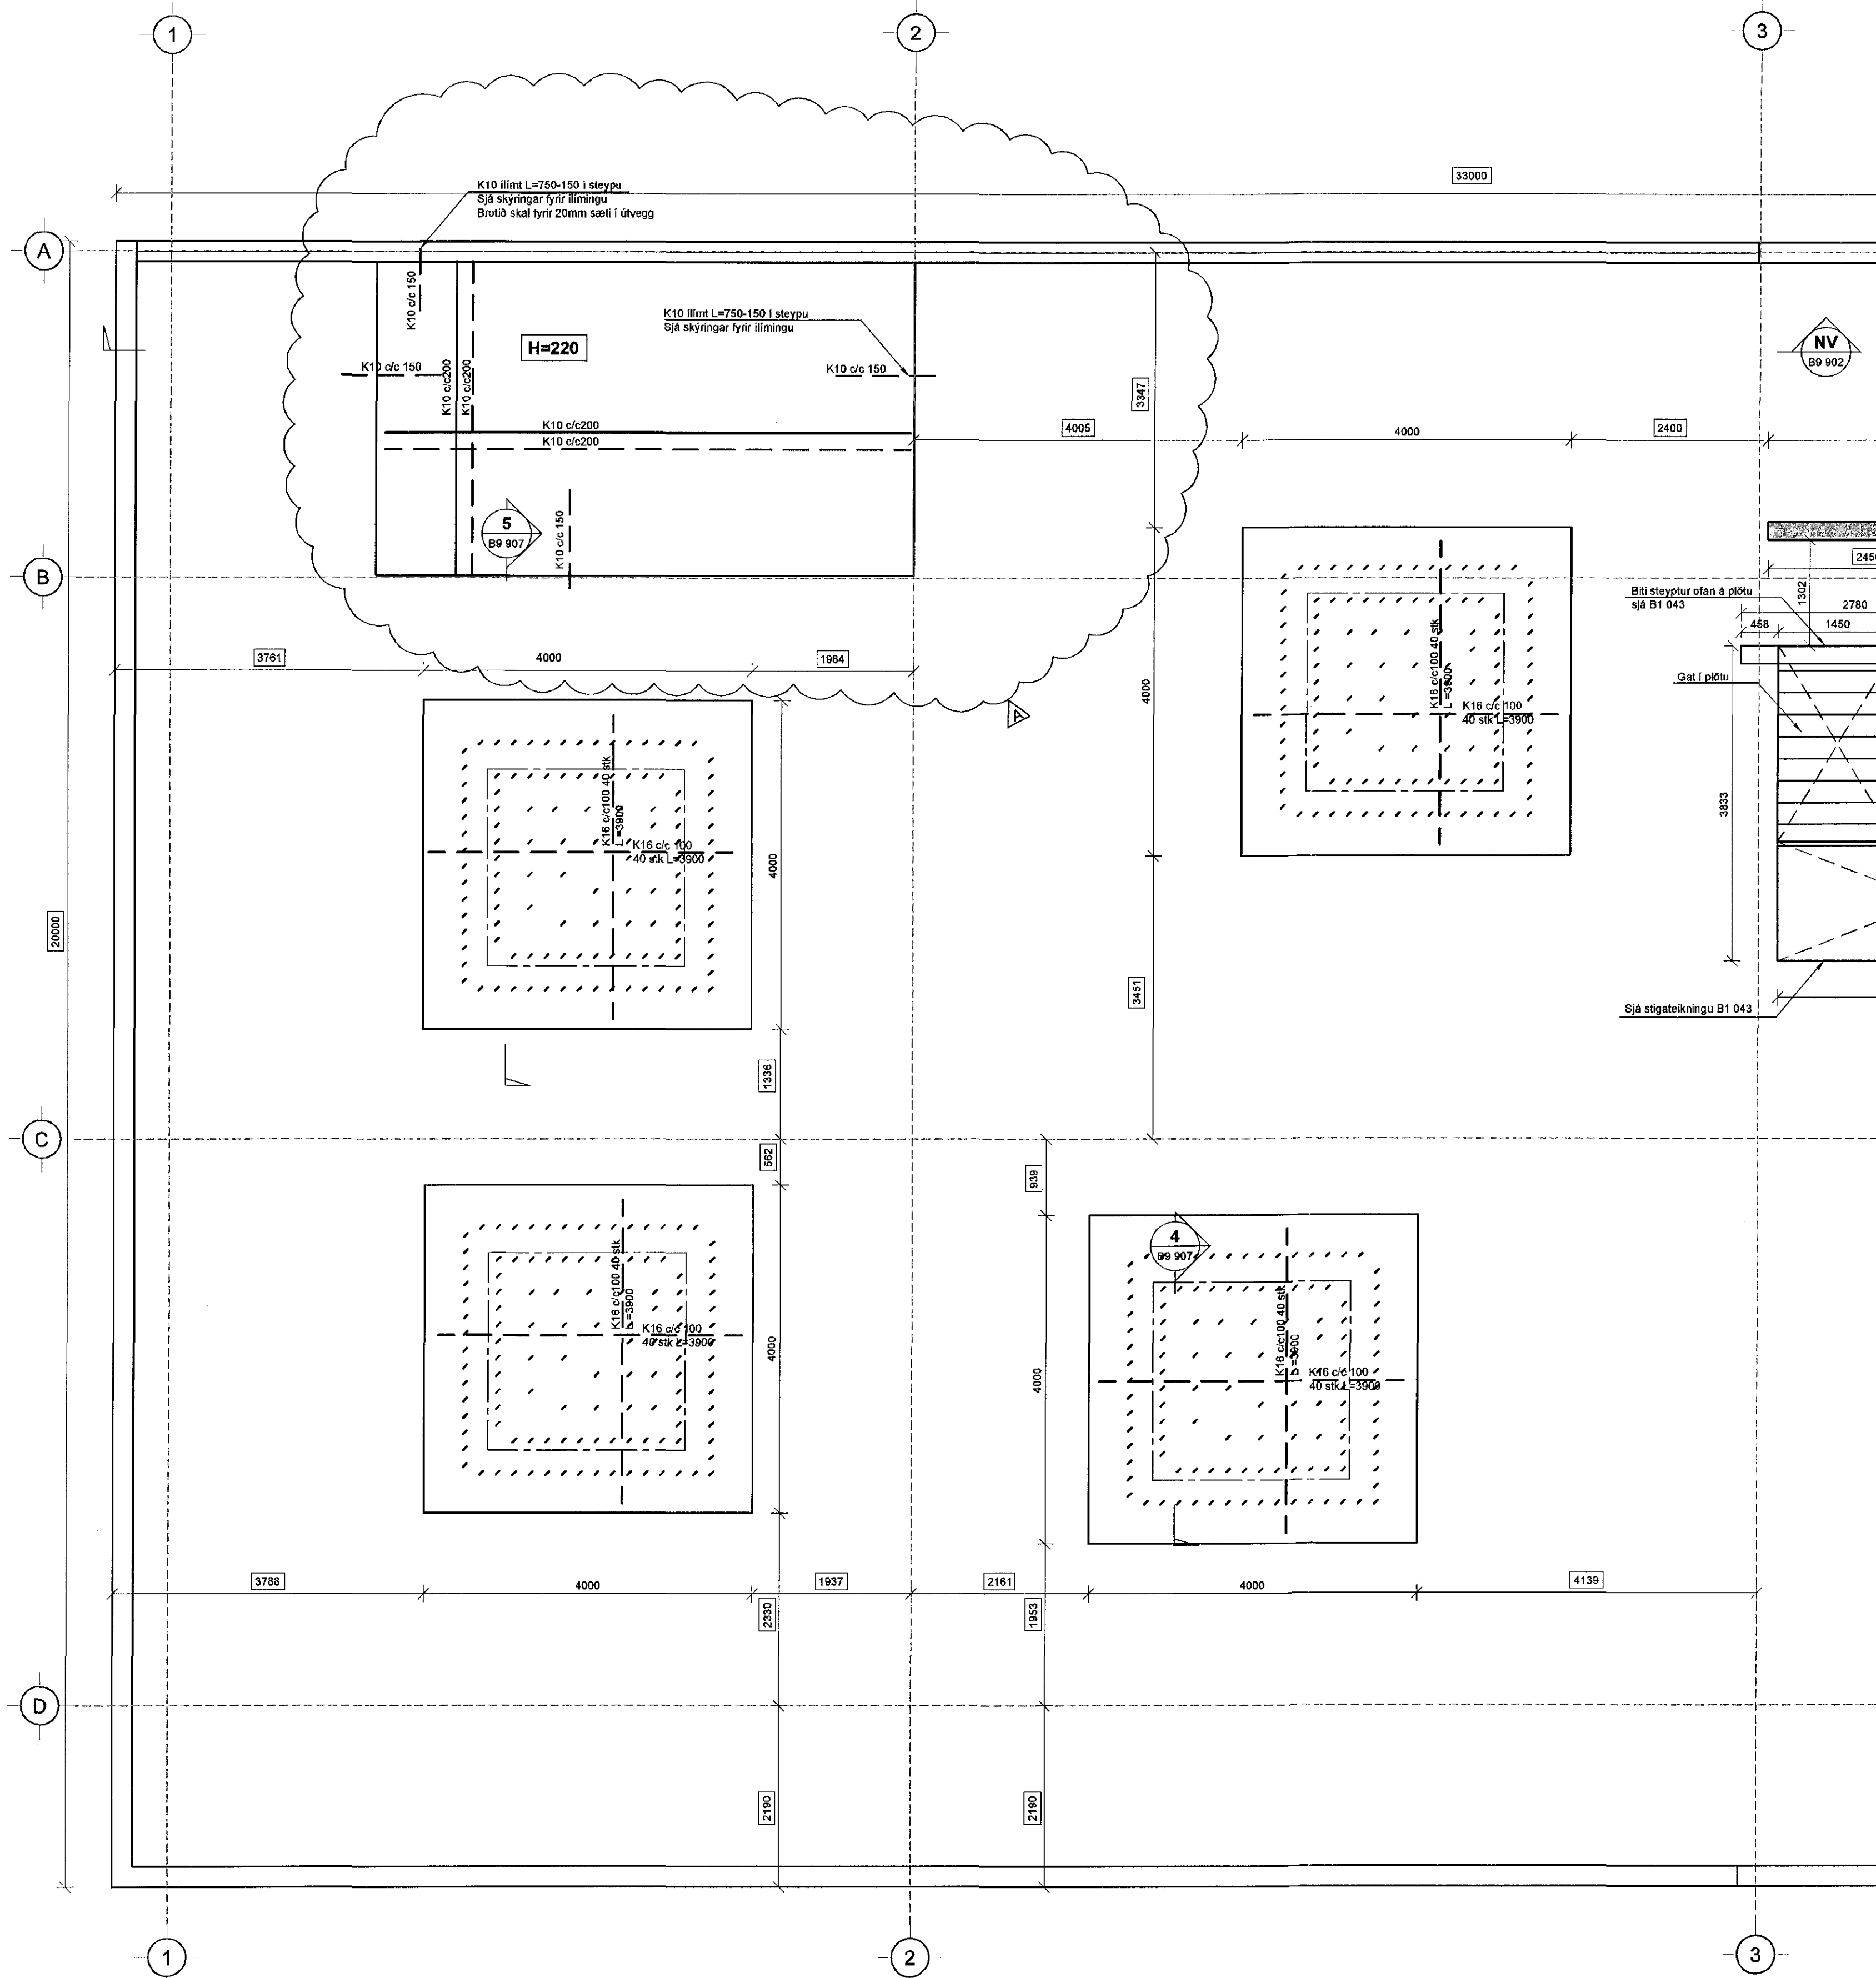 1
2
3
33000
K10 ílímt L=750-150 í steypu
Sjá skýringar fyrir ílímingu
Brotið skal fyrir 20mm sæti í útvegg
A
K10 c/c 150
K10 ílímt L=750-150 í steypu
Sjá skýringar fyrir ílímingu
H=220
K10 c/c 150
K10 c/c200
K10 c/c200
K10 c/c 150
NV
B9 902
3347
K10 c/c200
K10 c/c200
4005
4000
2400
5
B9 907
K10 c/c 150
B
1302
Biti steyptur ofan á plötu
sjá B1 043
2780
458
1450
3761
4000
1964
Gat í plötu
A
4000
K16 c/c100 40 stk
L=3900
K16 c/c 100
40 stk L=3900
K16 c/c100 40 stk
L=3900
K16 c/c 100
40 stk L=3900
4000
3833
20000
3451
Sjá stigateikningu B1 043
1336
C
562
939
4
B9 907
K16 c/c100 40 stk
L=3900
K16 c/c 100
40 stk L=3900
4000
K16 c/c100 40 stk
L=3900
K16 c/c 100
40 stk L=3900
4000
3788
4000
1937
2161
4000
4139
2330
1953
D
2190
2190
1
2
3